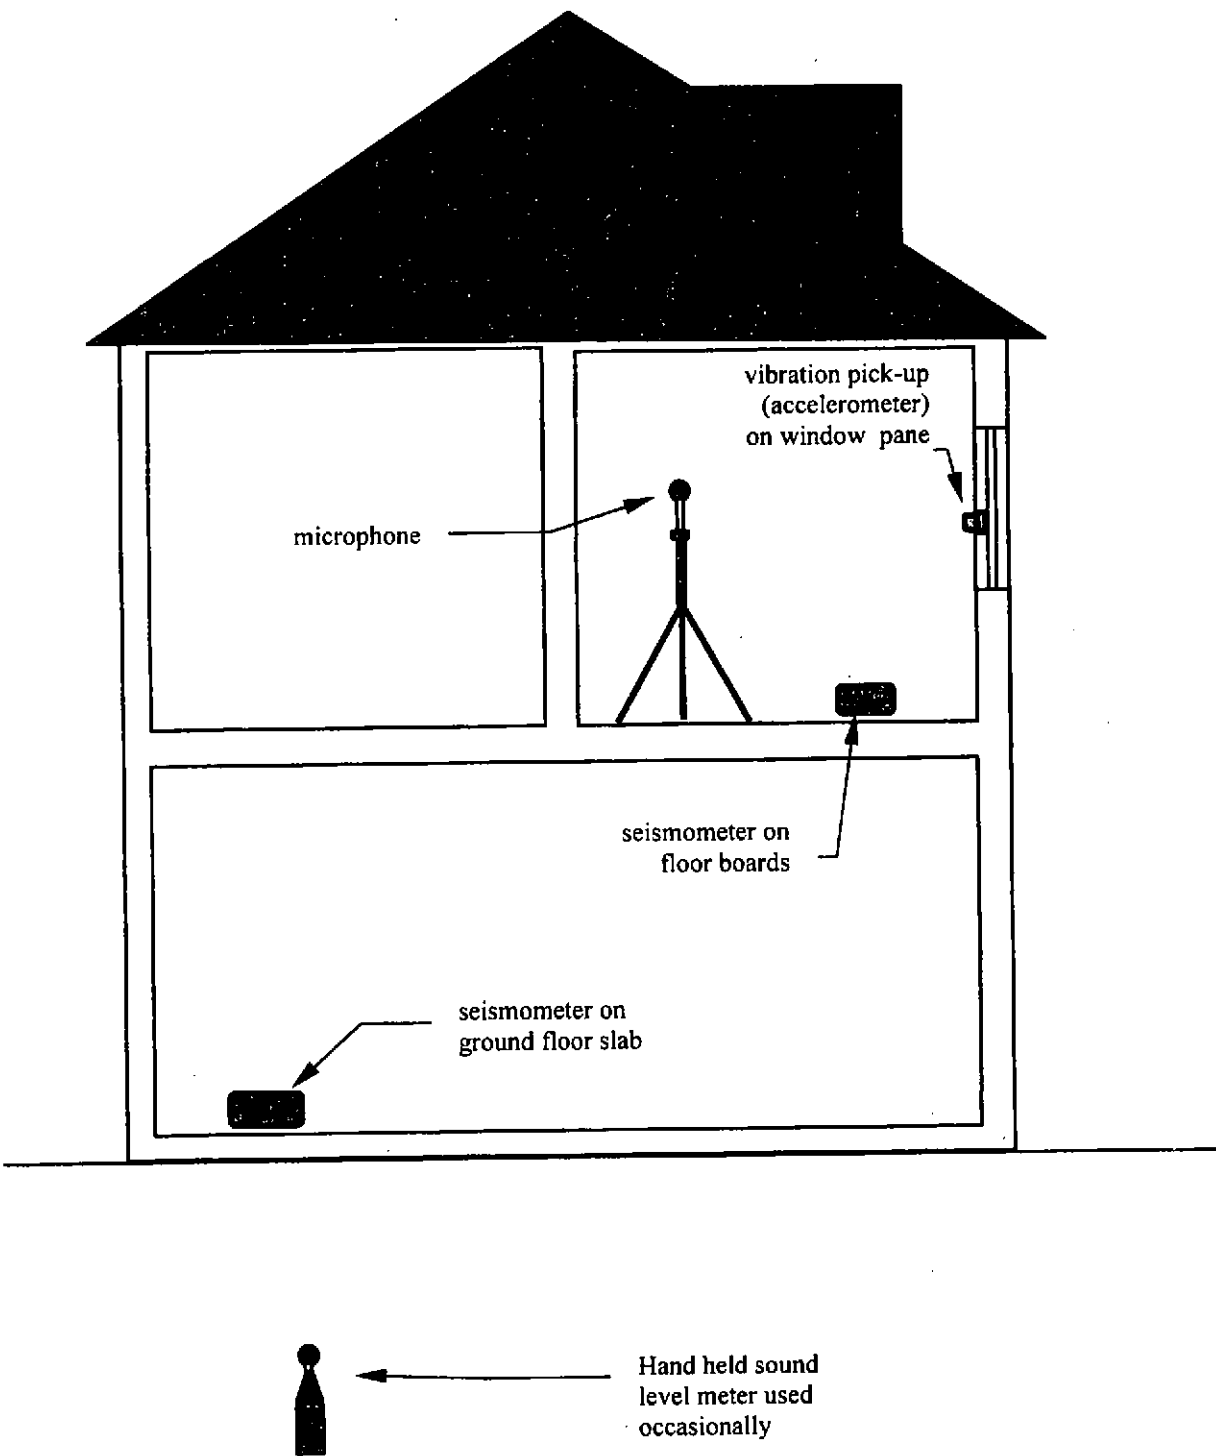 vibration pick-up
(accelerometer)
on window pane
microphone
seismometer on
floor boards
seismometer on
ground floor slab
Hand held sound
level meter used
occasionally